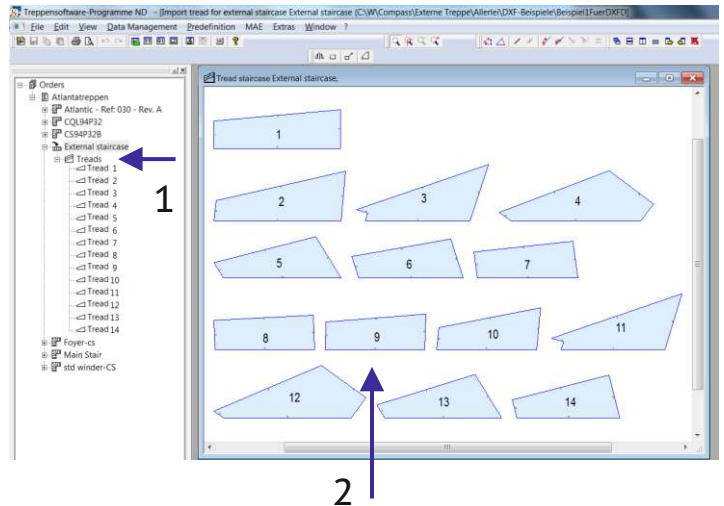 Treppensoftware-Programme ND - [Import tread for external staircase External staircase (C:\W\Compass\Externe Treppe\Allerlei\DXF-Beispiele\Beispiel1FuerDXFD]
File Edit View Data Management Predefinition MAE Extras Window ?
Orders
Atlantatreppen
Atlantic - Ref: 030 - Rev. A
CQL94P32
CS94P32B
External staircase
Treads
Tread 1
Tread 2
Tread 3
Tread 4
Tread 5
Tread 6
Tread 7
Tread 8
Tread 9
Tread 10
Tread 11
Tread 12
Tread 13
Tread 14
Foyer-cs
Main Stair
std winder-CS
1
Tread staircase External staircase,
1
2 3 4
5 6 7
8 9 10 11
12 13 14
2